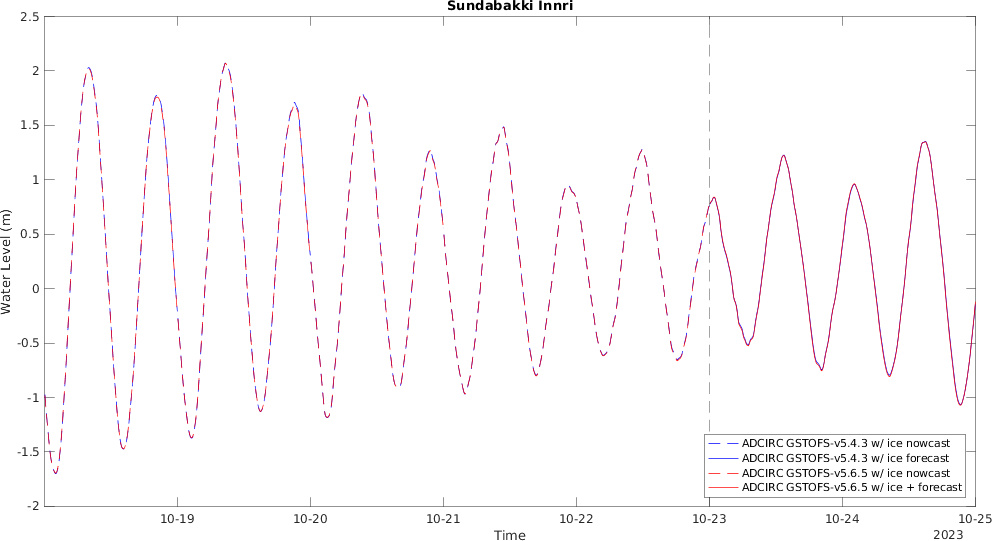 Sundabakki Innri
2.5
2
1.5
1
0.5
0
-0.5
-1
-1.5
-2
Water Level (m)
ADCIRC GSTOFS-v5.4.3 w/ ice nowcast
ADCIRC GSTOFS-v5.4.3 w/ ice forecast
ADCIRC GSTOFS-v5.6.5 w/ ice nowcast
ADCIRC GSTOFS-v5.6.5 w/ ice + forecast
10-19 10-20 10-21 10-22 10-23 10-24 10-25
Time
2023